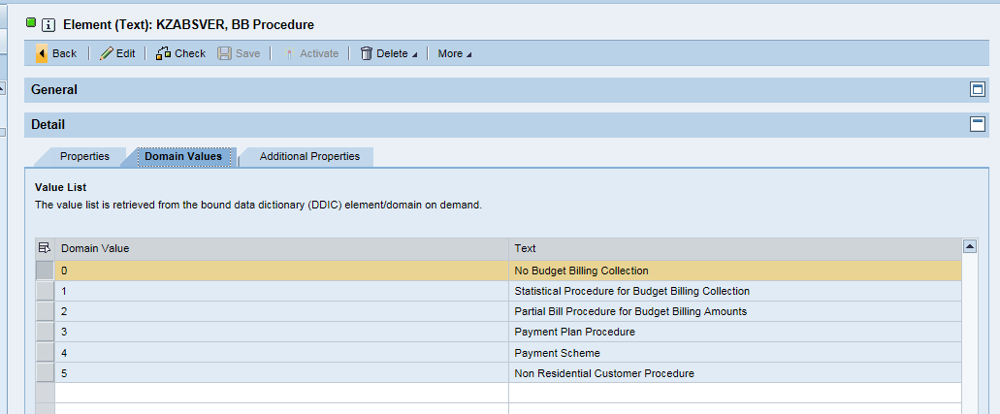 Element (Text): KZABSVER, BB Procedure
Back Edit Check Save Activate Delete More
General
Detail
Properties Domain Values Additional Properties
Value List
The value list is retrieved from the bound data dictionary (DDIC) element/domain on demand.
Domain Value Text
0 No Budget Billing Collection
1 Statistical Procedure for Budget Billing Collection
2 Partial Bill Procedure for Budget Billing Amounts
3 Payment Plan Procedure
4 Payment Scheme
5 Non Residential Customer Procedure